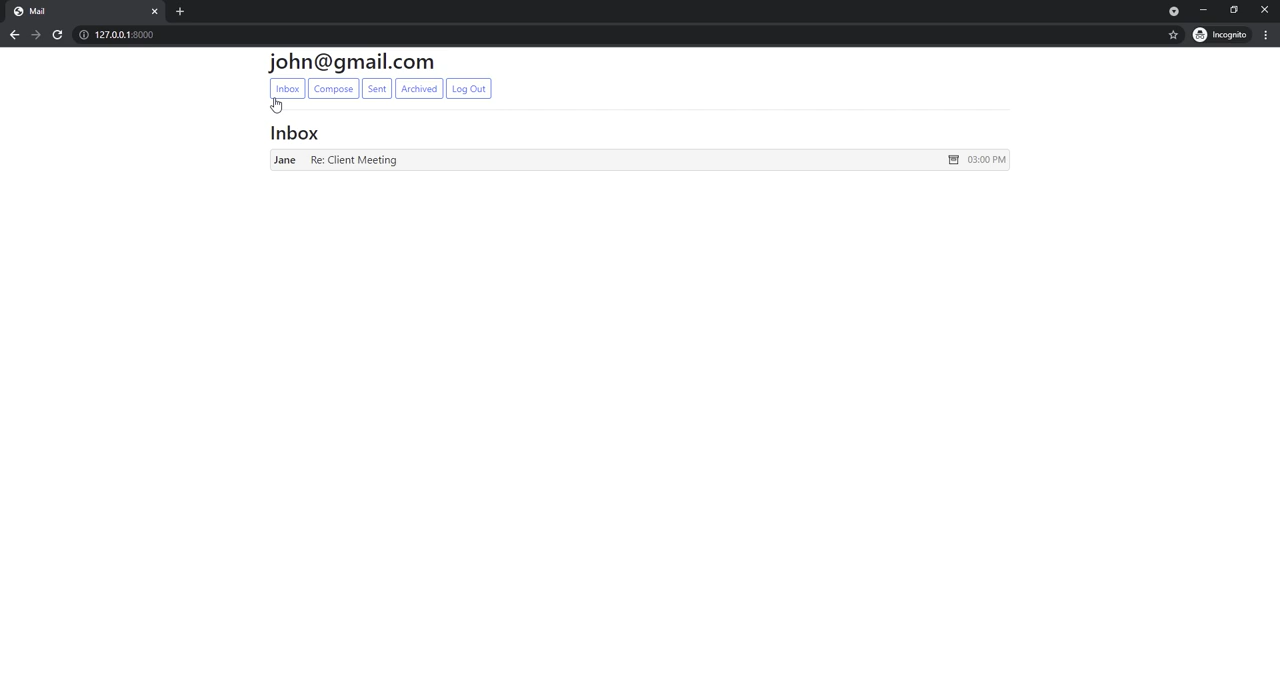 Mail
127.0.0.1:8000
Incognito
john@gmail.com
Inbox Compose Sent Archived Log Out
Inbox
Jane Re: Client Meeting 03:00 PM